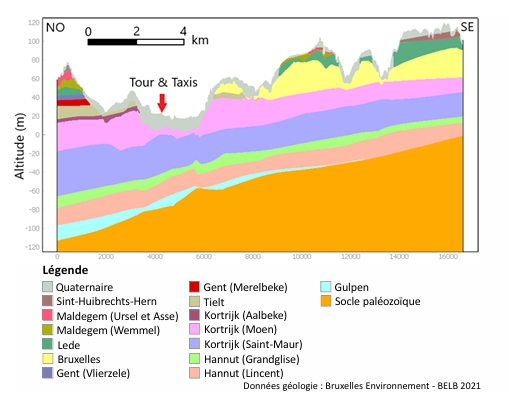 NO
SE
0 2 4 km
Tour & Taxis
Altitude (m)
120
100
80
60
40
20
0
-20
-40
-60
-80
-100
-120
0 2000 4000 6000 8000 10000 12000 14000 16000
Légende
Quaternaire
Sint-Huibrechts-Hern
Maldegem (Ursel et Asse)
Maldegem (Wemmel)
Lede
Bruxelles
Gent (Vlierzele)
Gent (Merelbeke)
Tielt
Kortrijk (Aalbeke)
Kortrijk (Moen)
Kortrijk (Saint-Maur)
Hannut (Grandglise)
Hannut (Lincent)
Gulpen
Socle paléozoïque
Données géologie : Bruxelles Environnement - BELB 2021